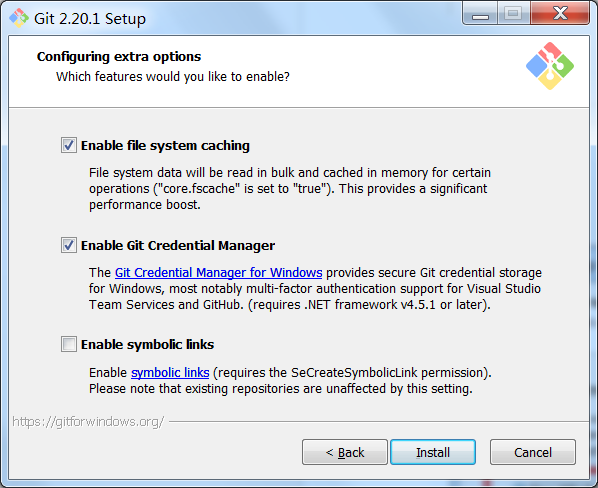 Git 2.20.1 Setup
Configuring extra options
Which features would you like to enable?
Enable file system caching
File system data will be read in bulk and cached in memory for certain
operations ("core.fscache" is set to "true"). This provides a significant
performance boost.
Enable Git Credential Manager
The Git Credential Manager for Windows provides secure Git credential storage
for Windows, most notably multi-factor authentication support for Visual Studio
Team Services and GitHub. (requires .NET framework v4.5.1 or later).
Enable symbolic links
Enable symbolic links (requires the SeCreateSymbolicLink permission).
Please note that existing repositories are unaffected by this setting.
https://gitforwindows.org/
< Back
Install
Cancel